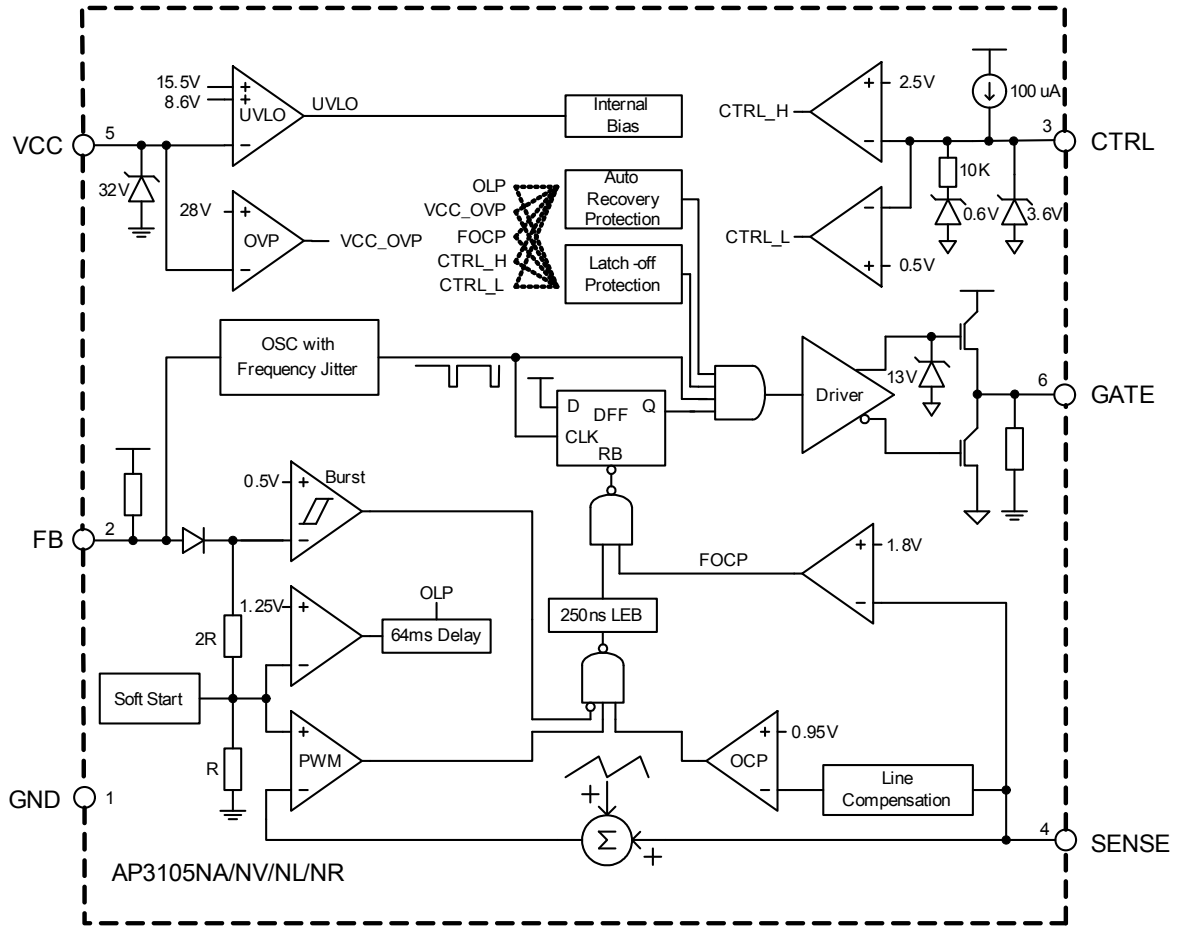 15.5V
8.6V
+
+
UVLO
−
UVLO
Internal
Bias
5
VCC
32V
28V
+
OVP
−
VCC_OVP
OLP
VCC_OVP
FOCP
CTRL_H
CTRL_L
Auto
Recovery
Protection
Latch -off
Protection
CTRL_H
+
−
2.5V
100 uA
3
CTRL
10K
0.6V
3.6V
CTRL_L
−
+
0.5V
OSC with
Frequency Jitter
D
DFF
Q
CLK
RB
Driver
13V
6
GATE
0.5V
+
−
Burst
2
FB
FOCP
+
−
1.8V
1.25V
+
−
OLP
64ms Delay
250ns LEB
2R
Soft Start
R
+
PWM
−
+
OCP
−
0.95V
Line
Compensation
GND
1
+
Σ
+
4
SENSE
AP3105NA/NV/NL/NR